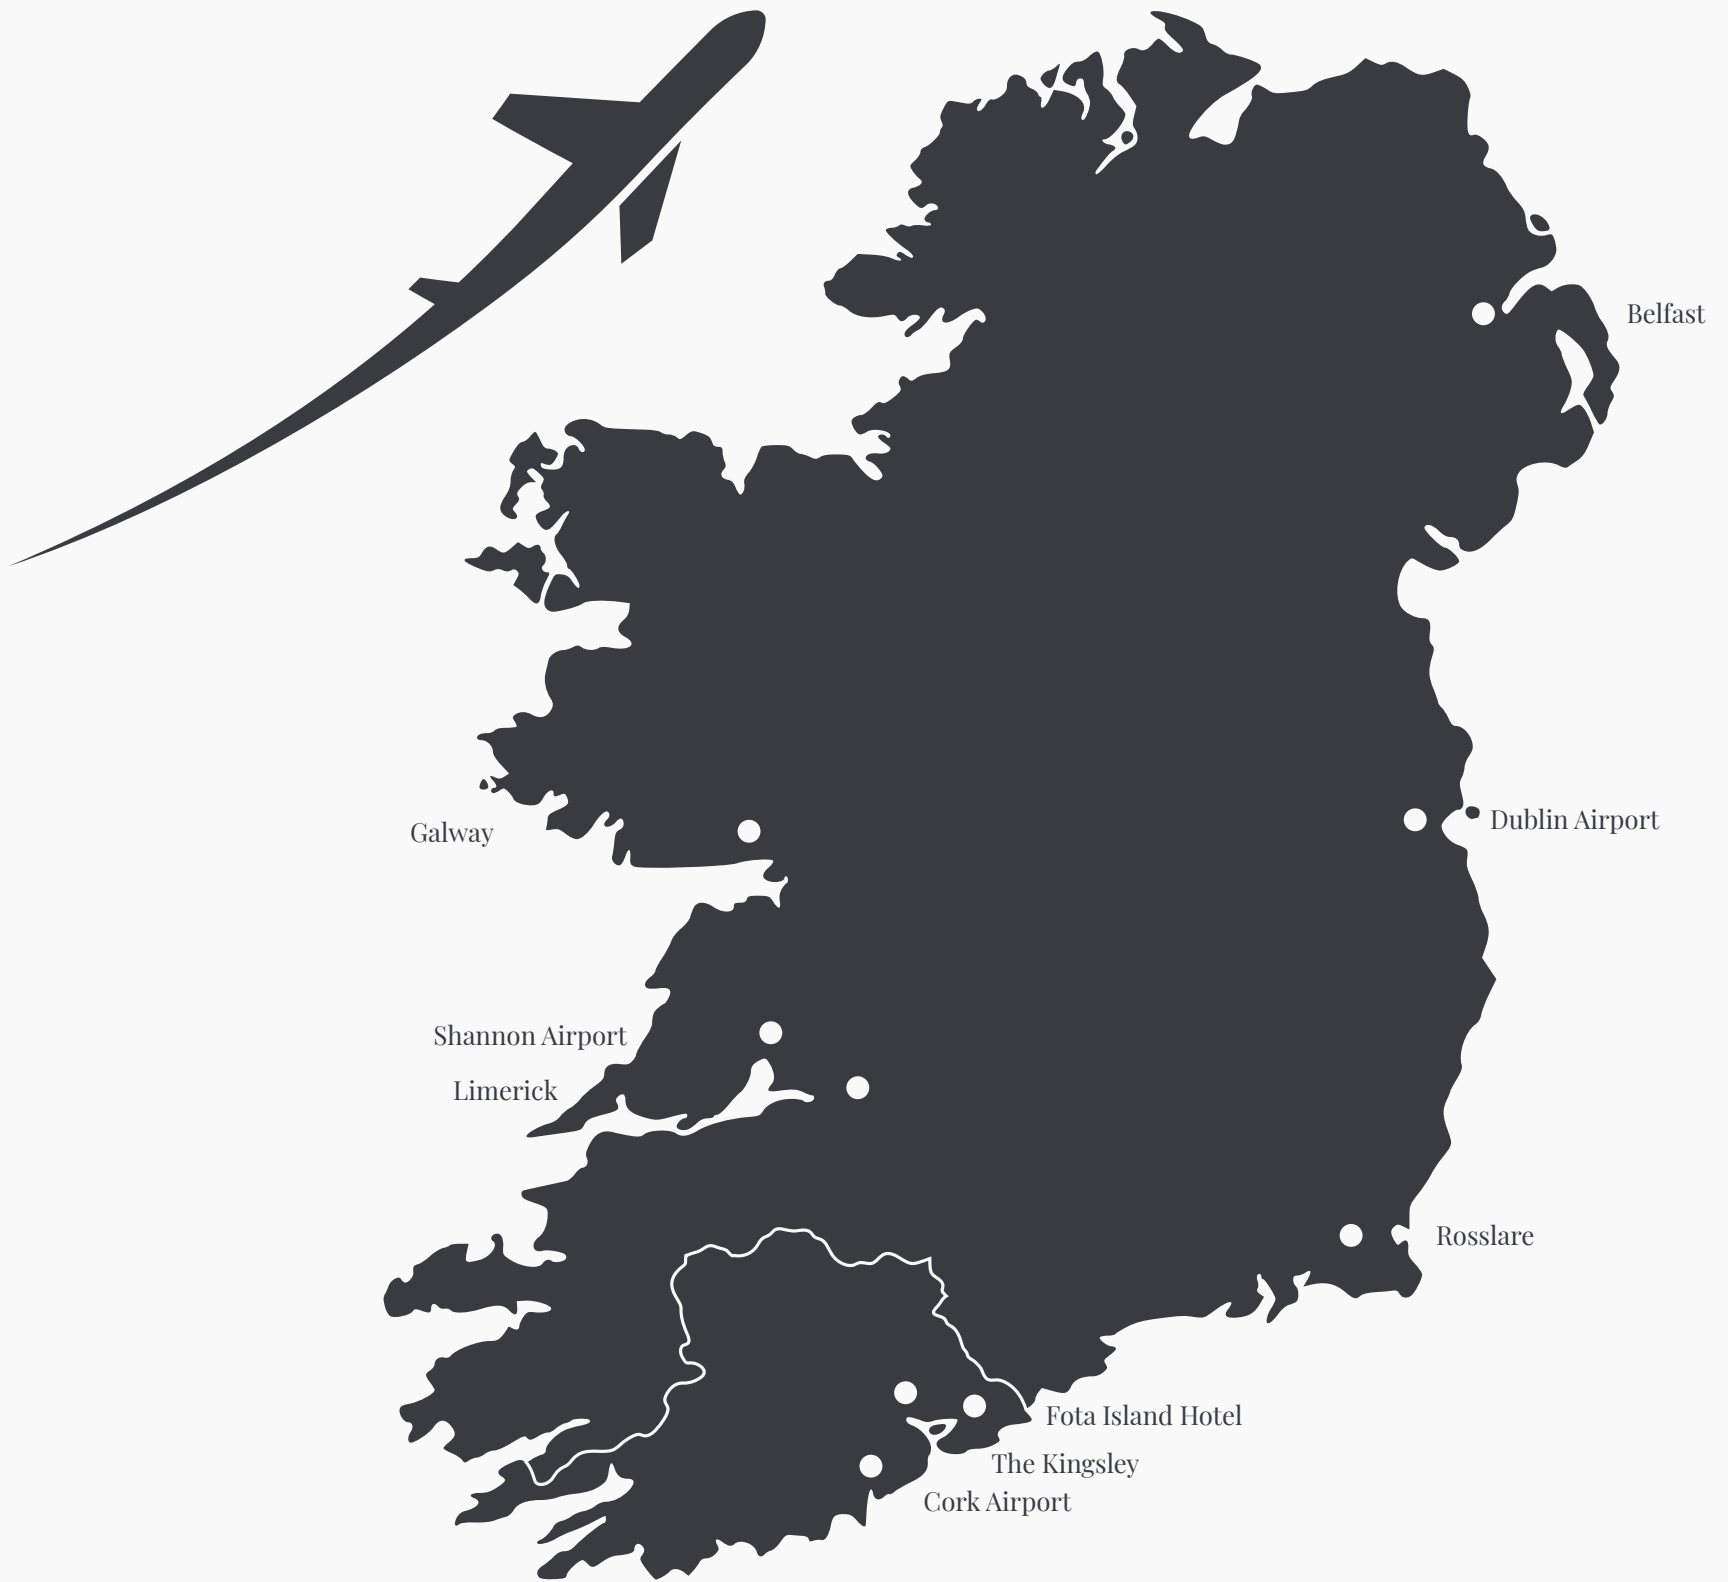 Belfast
Dublin Airport
Galway
Shannon Airport
Limerick
Rosslare
Fota Island Hotel
The Kingsley
Cork Airport